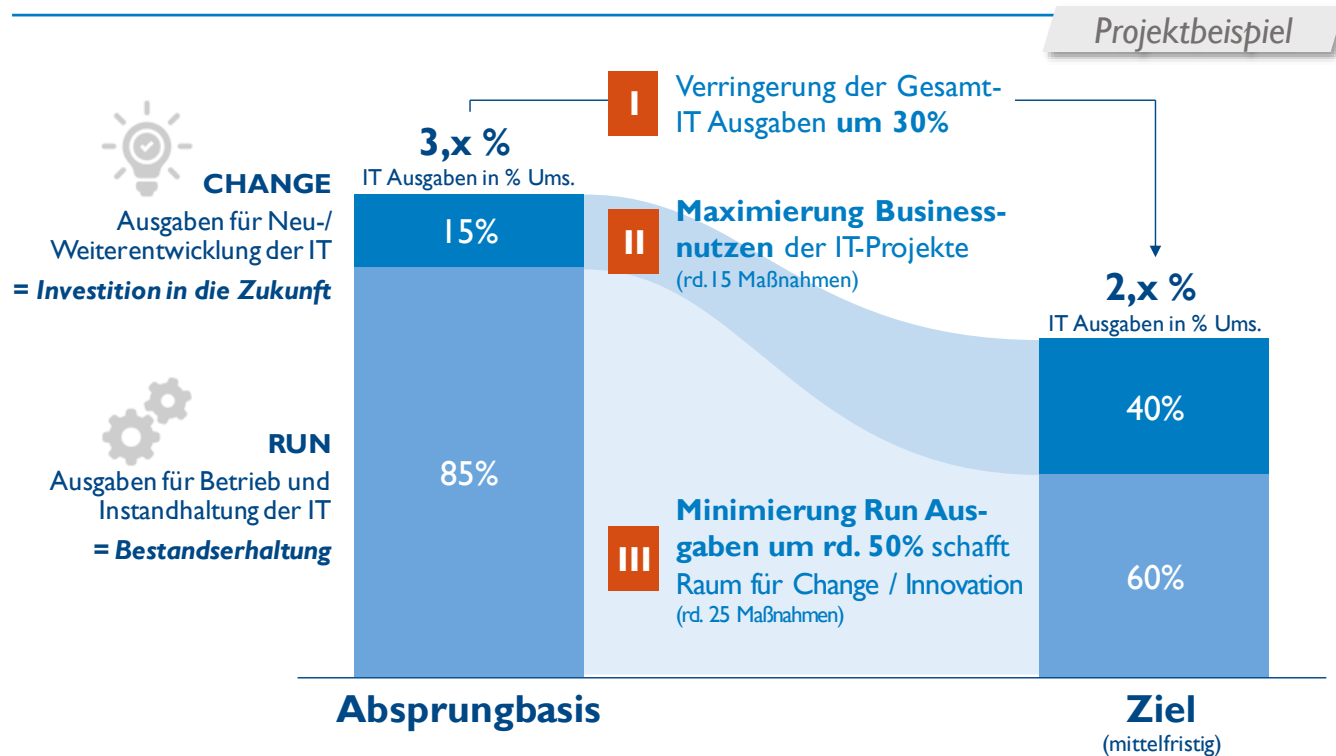 Projektbeispiel
I
Verringerung der Gesamt-
IT Ausgaben um 30%
3,x %
IT Ausgaben in % Ums.
CHANGE
Ausgaben für Neu-/
Weiterentwicklung der IT
= Investition in die Zukunft
15%
II
Maximierung Business-
nutzen der IT-Projekte
(rd.15 Maßnahmen)
2,x %
IT Ausgaben in % Ums.
40%
RUN
Ausgaben für Betrieb und
Instandhaltung der IT
= Bestandserhaltung
85%
III
Minimierung Run Aus-
gaben um rd. 50% schafft
Raum für Change / Innovation
(rd. 25 Maßnahmen)
60%
Absprungbasis
Ziel
(mittelfristig)